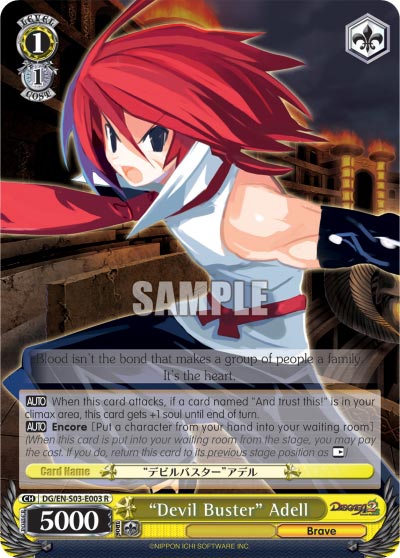 LEVEL
1
1
COST
SAMPLE
Blood isn't the bond that makes a group of people a family.
It's the heart.
AUTO When this card attacks, if a card named "And trust this!" is in your
climax area, this card gets +1 soul until end of turn.
AUTO Encore [Put a character from your hand into your waiting room]
(When this card is put into your waiting room from the stage, you may pay
the cost. If you do, return this card to its previous stage position as
Card Name
“デビルバスター”アデル
CH DG/EN-S03-E003 R
POWER
5000
SOUL
“Devil Buster” Adell
DISGAEA 2
Brave
©NIPPON ICHI SOFTWARE INC.